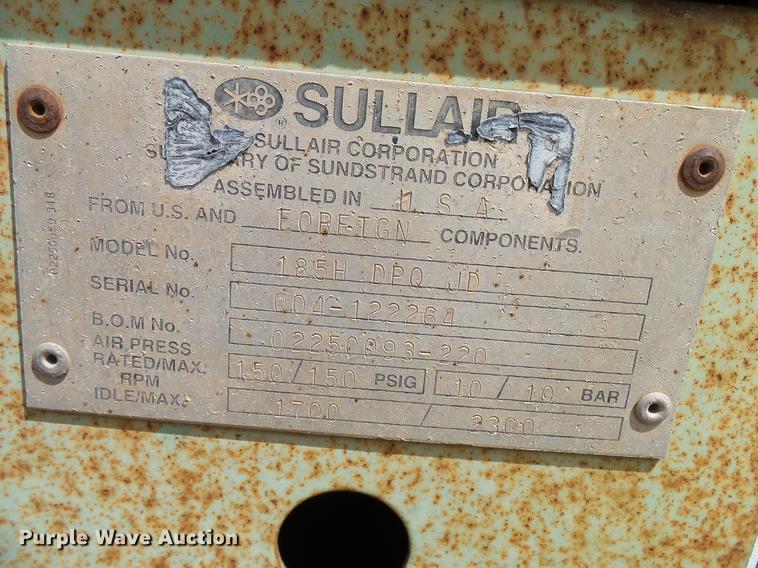 SULLAIR
®
SULLAIR CORPORATION
OF SUNDSTRAND CORPORATION
ASSEMBLED IN U.S.A.
FROM U.S. AND FOREIGN COMPONENTS.
MODEL No. 185H DPQ JD
SERIAL No. 004-122264
B.O.M No. 02250093-220
AIR PRESS
RATED/MAX. 150/150 PSIG 10/10 BAR
RPM
IDLE/MAX. 1700 / 2300
Purple Wave Auction